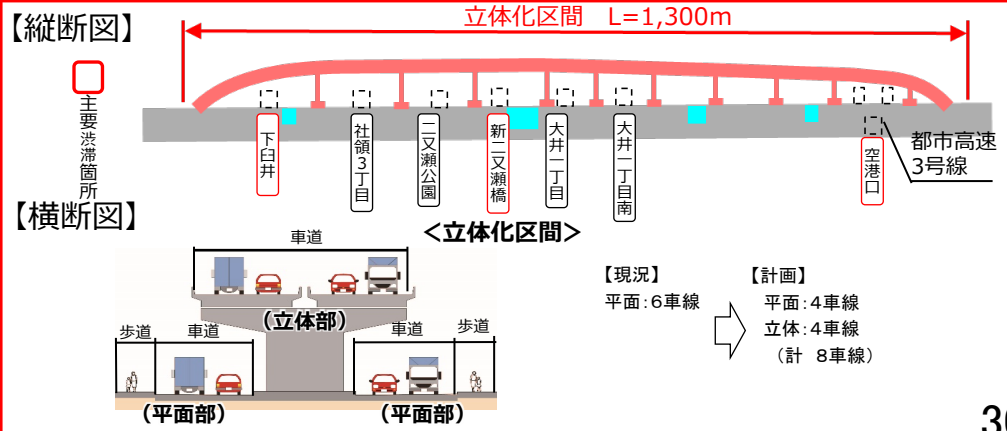 【縦断図】
立体化区間 L=1,300m
主要渋滞箇所
下臼井
社領3丁目
二又瀬公園
新二又瀬橋
大井一丁目
大井一丁目南
空港口
都市高速
3号線
【横断図】
<立体化区間>
車道
(立体部)
歩道
車道
車道
歩道
(平面部)
(平面部)
【現況】
平面:6車線
【計画】
平面:4車線
立体:4車線
(計 8車線)